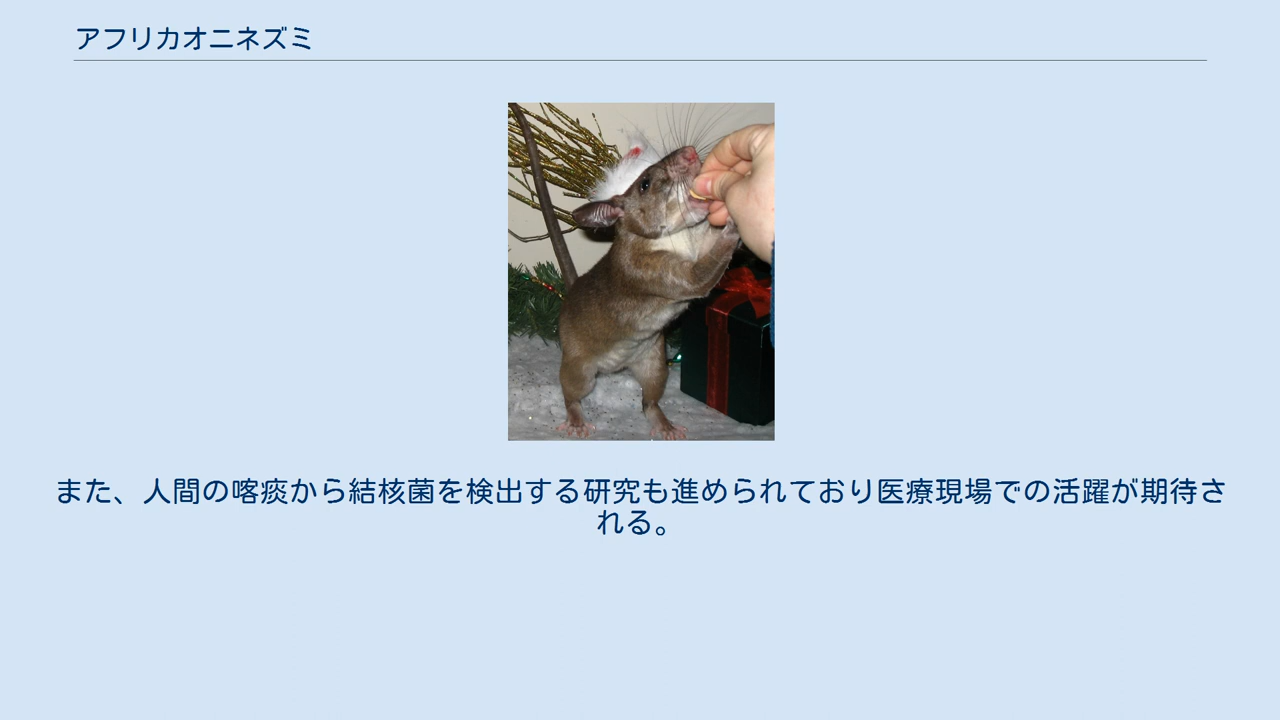 アフリカオニネズミ
また、人間の喀痰から結核菌を検出する研究も進められており医療現場での活躍が期待さ
れる。